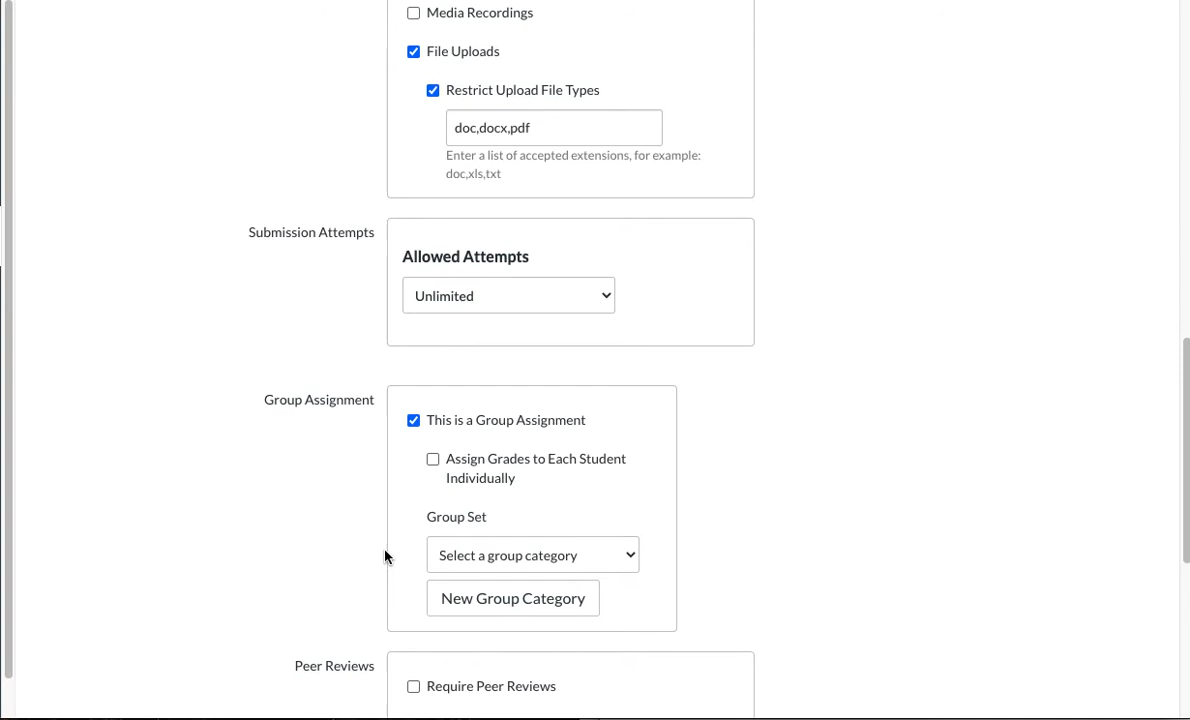 Media Recordings
File Uploads
Restrict Upload File Types
doc,docx,pdf
Enter a list of accepted extensions, for example:
doc,xls,txt
Submission Attempts
Allowed Attempts
Unlimited
Group Assignment
This is a Group Assignment
Assign Grades to Each Student
Individually
Group Set
Select a group category
New Group Category
Peer Reviews
Require Peer Reviews